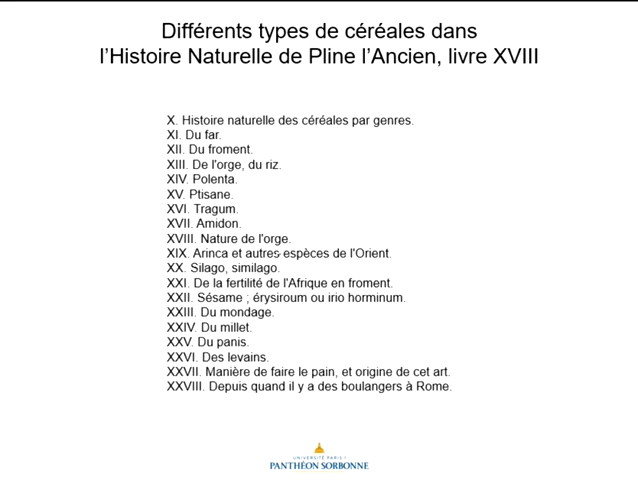 Différents types de céréales dans
l'Histoire Naturelle de Pline l'Ancien, livre XVIII
X. Histoire naturelle des céréales par genres.
XI. Du far.
XII. Du froment.
XIII. De l'orge, du riz.
XIV. Polenta.
XV. Ptisane.
XVI. Tragum.
XVII. Amidon.
XVIII. Nature de l'orge.
XIX. Arinca et autres espèces de l'Orient.
XX. Silago, similago.
XXI. De la fertilité de l'Afrique en froment.
XXII. Sésame ; érysiroum ou irio horminum.
XXIII. Du mondage.
XXIV. Du millet.
XXV. Du panis.
XXVI. Des levains.
XXVII. Manière de faire le pain, et origine de cet art.
XXVIII. Depuis quand il y a des boulangers à Rome.
UNIVERSITÉ PARIS 1
PANTHÉON SORBONNE